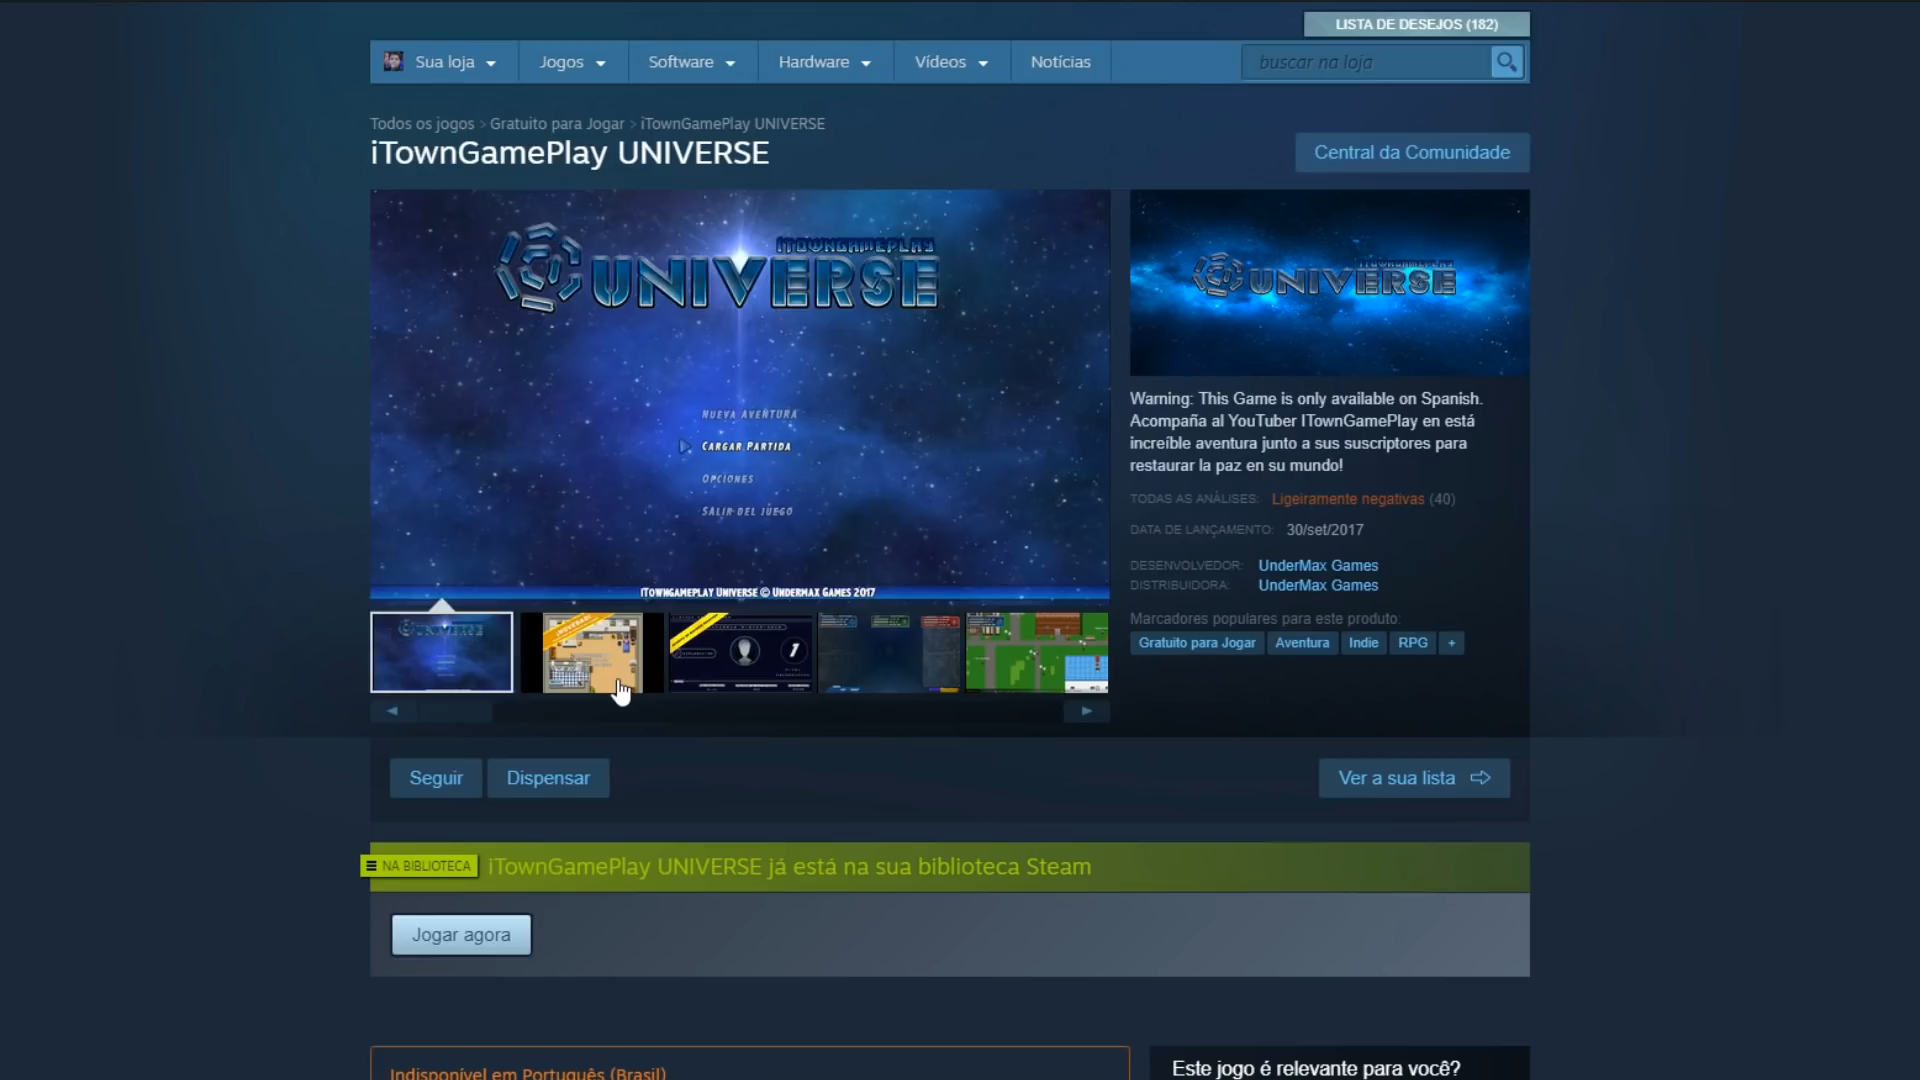 LISTA DE DESEJOS (182)
Sua loja
Jogos
Software
Hardware
Vídeos
Notícias
buscar na loja
Todos os jogos > Gratuito para Jogar > iTownGamePlay UNIVERSE
iTownGamePlay UNIVERSE
Central da Comunidade
ITOWNGAMEPLAY
UNIVERSE
NUEVA AVENTURA
CARGAR PARTIDA
OPCIONES
SALIR DEL JUEGO
ITOWNGAMEPLAY UNIVERSE © UNDERMAX GAMES 2017
ITOWNGAMEPLAY
UNIVERSE
Warning: This Game is only available on Spanish.
Acompaña al YouTuber ITownGamePlay en está
increíble aventura junto a sus suscriptores para
restaurar la paz en su mundo!
TODAS AS ANÁLISES: Ligeiramente negativas (40)
DATA DE LANÇAMENTO: 30/set/2017
DESENVOLVEDOR: UnderMax Games
DISTRIBUIDORA: UnderMax Games
Marcadores populares para este produto:
Gratuito para Jogar Aventura Indie RPG +
Seguir
Dispensar
Ver a sua lista
NA BIBLIOTECA
iTownGamePlay UNIVERSE já está na sua biblioteca Steam
Jogar agora
Indisponível em Português (Brasil)
Este jogo é relevante para você?